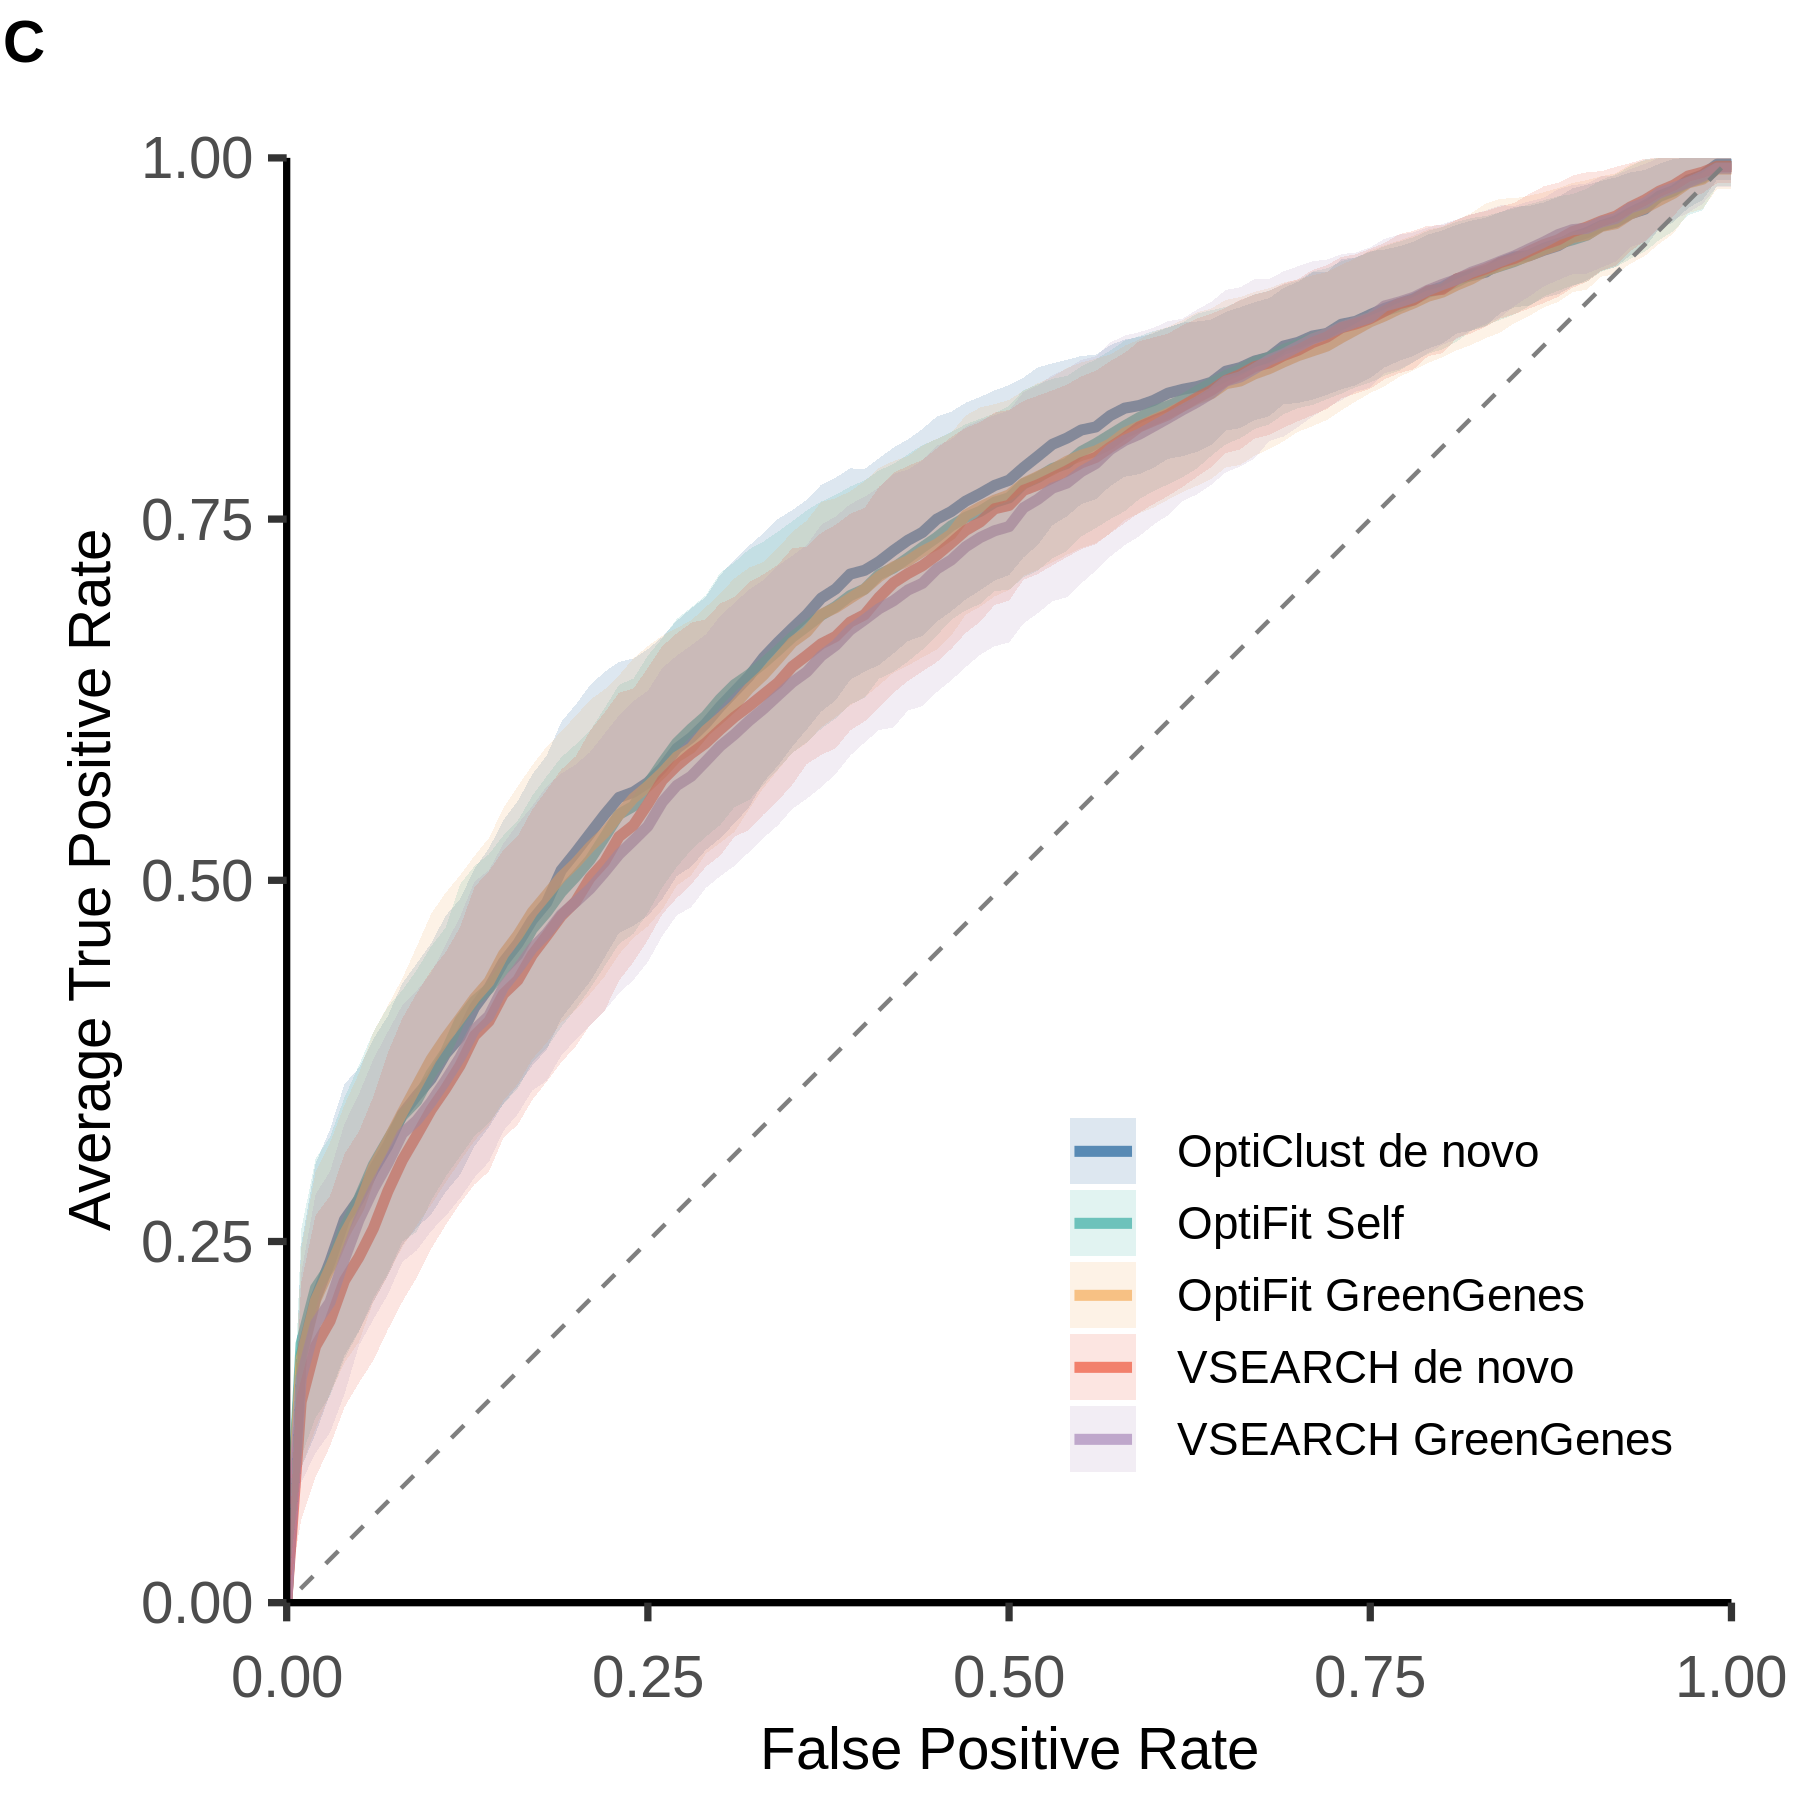 C
1.00
0.75
0.50
0.25
0.00
Average True Positive Rate
OptiClust de novo
OptiFit Self
OptiFit GreenGenes
VSEARCH de novo
VSEARCH GreenGenes
0.00 0.25 0.50 0.75 1.00
False Positive Rate